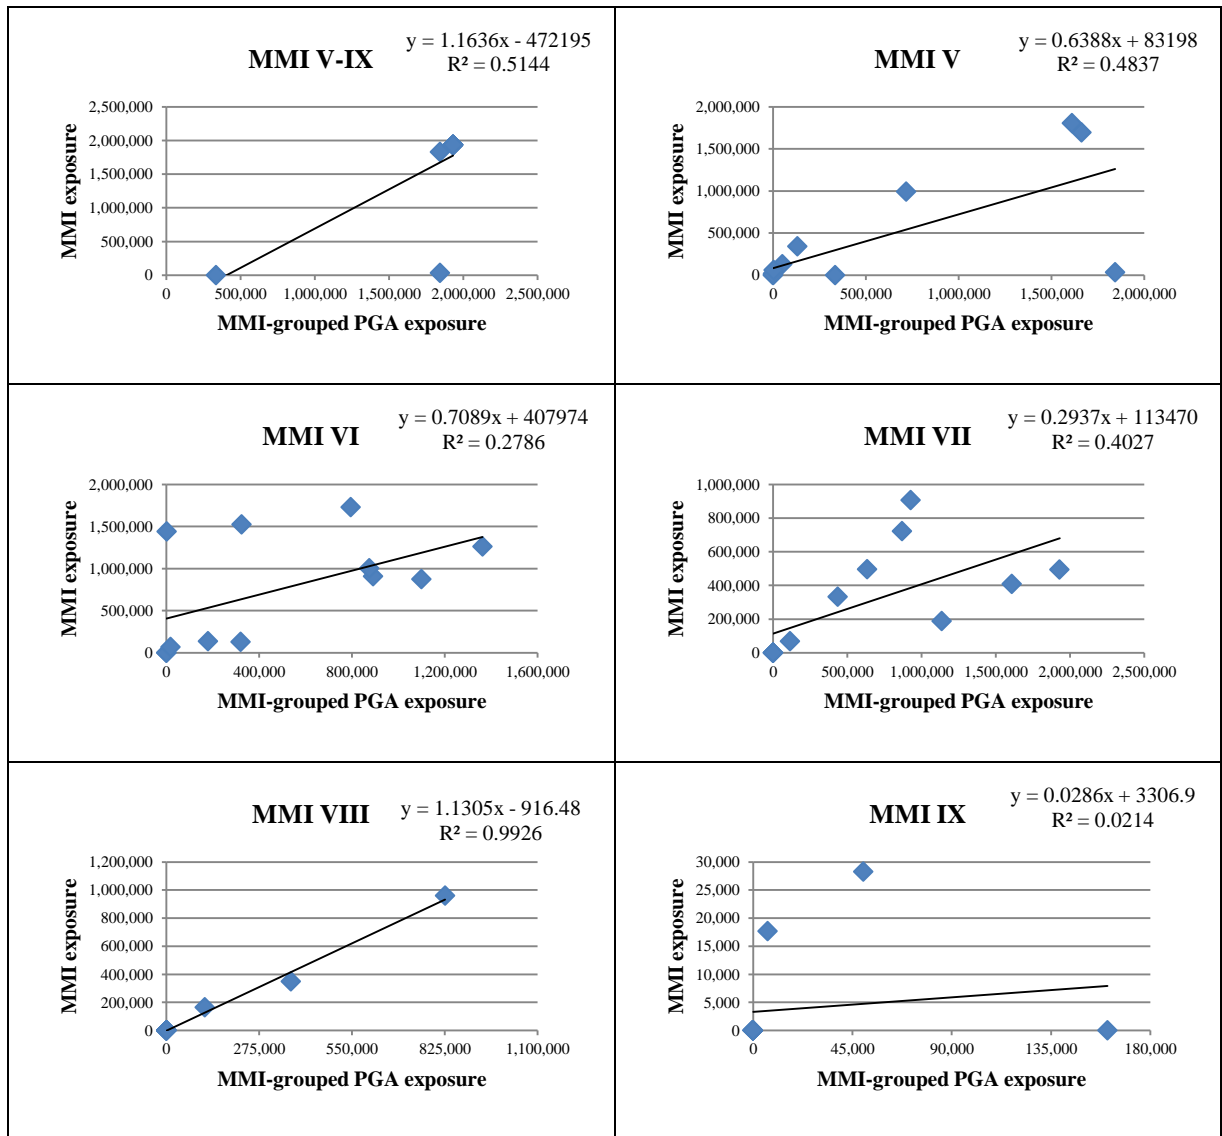 MMI V-IX
y = 1.1636x - 472195
R² = 0.5144
2,500,000
2,000,000
1,500,000
1,000,000
500,000
0
MMI exposure
0 500,000 1,000,000 1,500,000 2,000,000 2,500,000
MMI-grouped PGA exposure
MMI V
y = 0.6388x + 83198
R² = 0.4837
2,000,000
1,500,000
1,000,000
500,000
0
MMI exposure
0 500,000 1,000,000 1,500,000 2,000,000
MMI-grouped PGA exposure
MMI VI
y = 0.7089x + 407974
R² = 0.2786
2,000,000
1,500,000
1,000,000
500,000
0
MMI exposure
0 400,000 800,000 1,200,000 1,600,000
MMI-grouped PGA exposure
MMI VII
y = 0.2937x + 113470
R² = 0.4027
1,000,000
800,000
600,000
400,000
200,000
0
MMI exposure
0 500,000 1,000,000 1,500,000 2,000,000 2,500,000
MMI-grouped PGA exposure
MMI VIII
y = 1.1305x - 916.48
R² = 0.9926
1,200,000
1,000,000
800,000
600,000
400,000
200,000
0
MMI exposure
0 275,000 550,000 825,000 1,100,000
MMI-grouped PGA exposure
MMI IX
y = 0.0286x + 3306.9
R² = 0.0214
30,000
25,000
20,000
15,000
10,000
5,000
0
MMI exposure
0 45,000 90,000 135,000 180,000
MMI-grouped PGA exposure